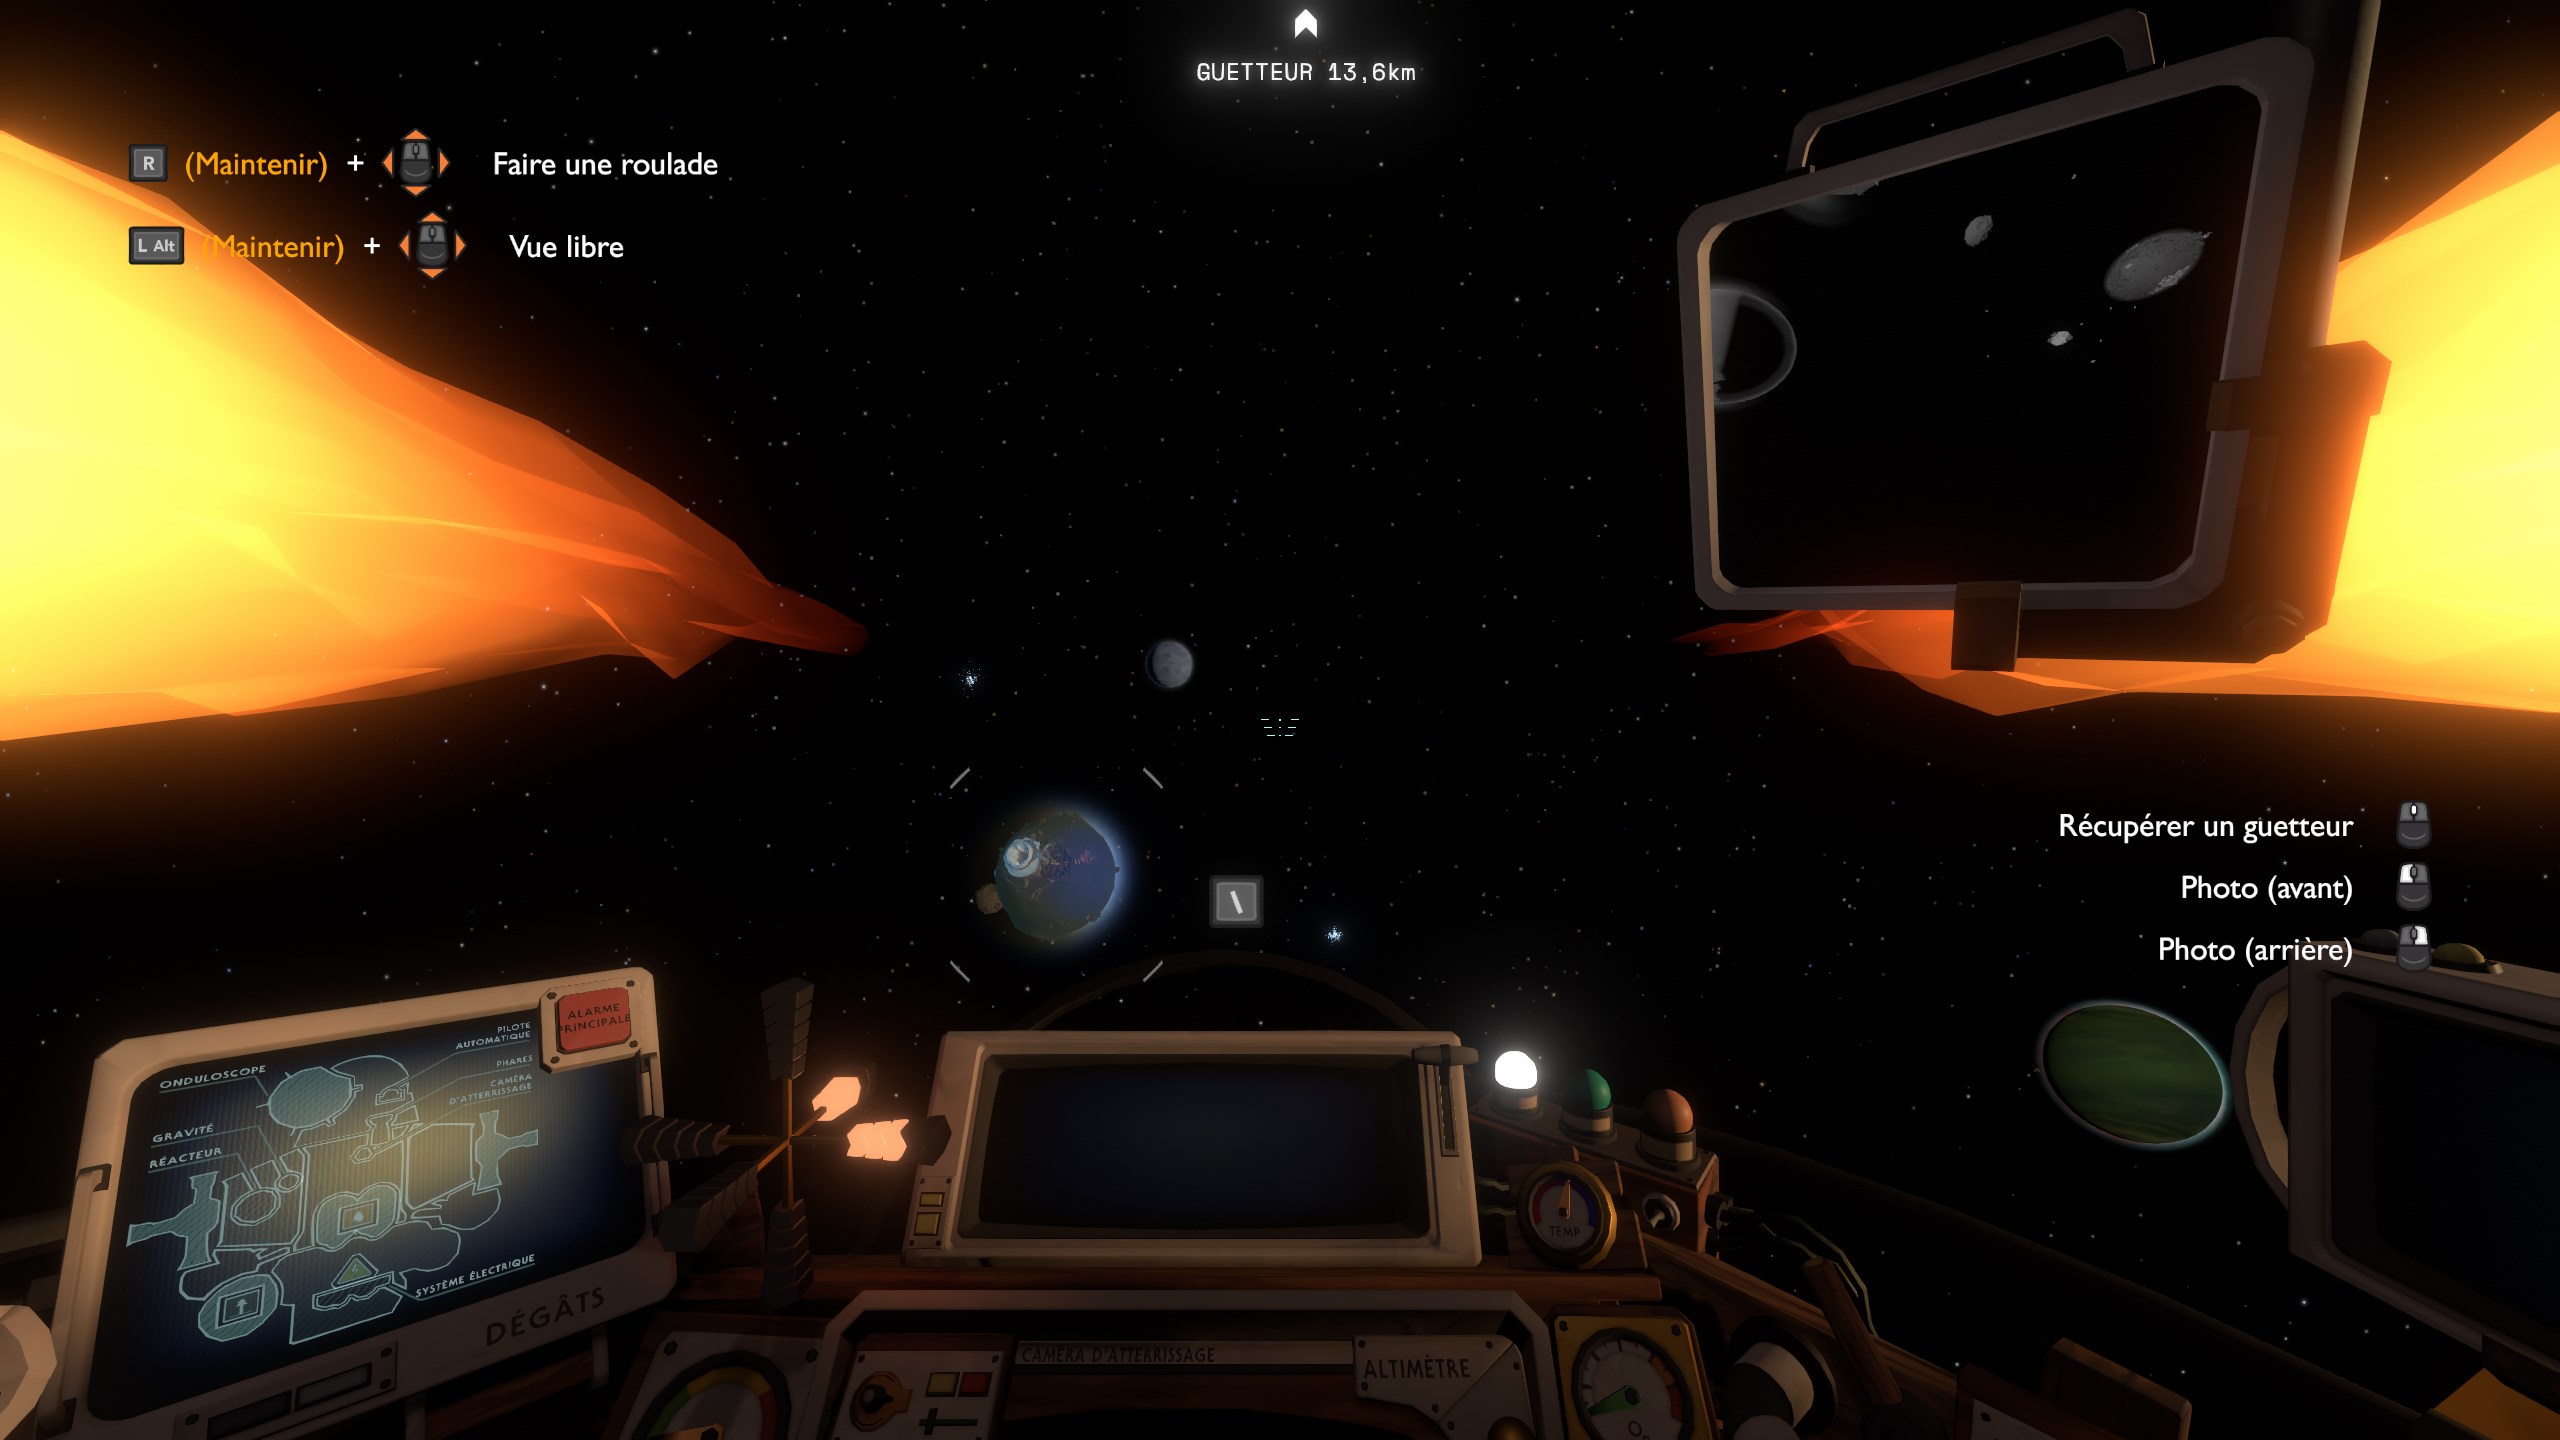 GUETTEUR 13,6km
R (Maintenir) + Faire une roulade
L Alt (Maintenir) + Vue libre
Récupérer un guetteur
Photo (avant)
Photo (arrière)
\
ALARME
PRINCIPALE
PILOTE
AUTOMATIQUE
PHARES
CAMÉRA
D'ATTERRISSAGE
ONDULOSCOPE
GRAVITÉ
RÉACTEUR
SYSTÈME ÉLECTRIQUE
DÉGÂTS
TEMP
CAMÉRA D'ATTERRISSAGE
ALTIMÈTRE